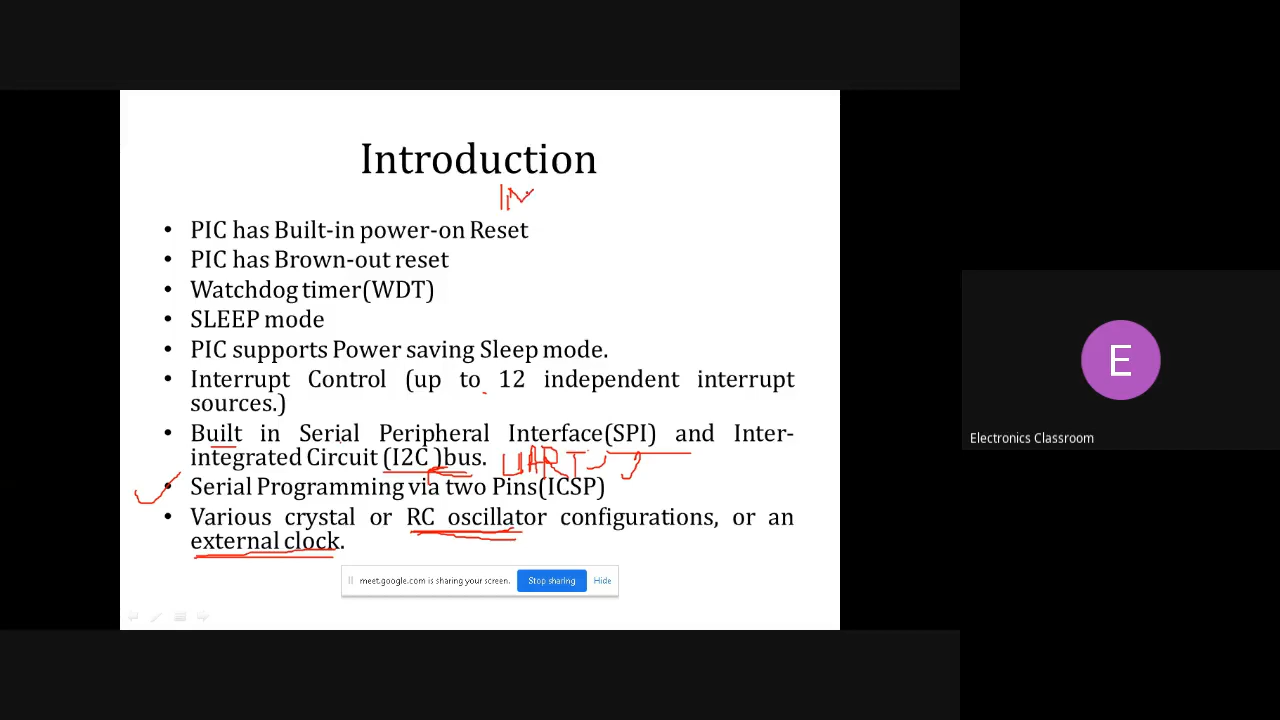 Introduction
• PIC has Built-in power-on Reset
• PIC has Brown-out reset
• Watchdog timer(WDT)
• SLEEP mode
• PIC supports Power saving Sleep mode.
• Interrupt Control (up to 12 independent interrupt
sources.)
• Built in Serial Peripheral Interface(SPI) and Inter-
integrated Circuit (I2C )bus. UART
• Serial Programming via two Pins(ICSP)
• Various crystal or RC oscillator configurations, or an
external clock.
meet.google.com is sharing your screen. Stop sharing Hide
E
Electronics Classroom